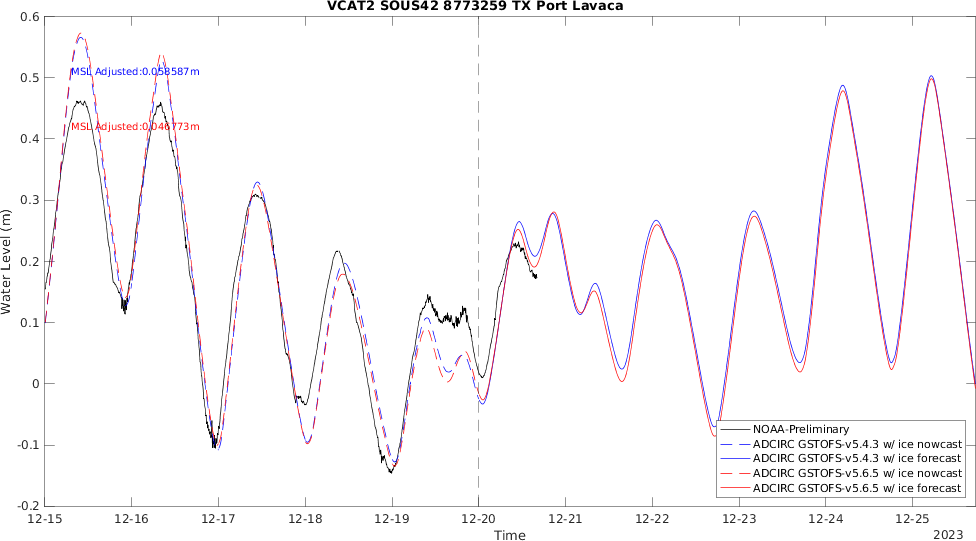 VCAT2 SOUS42 8773259 TX Port Lavaca
0.6
0.5
0.4
0.3
0.2
0.1
0
-0.1
-0.2
Water Level (m)
MSL Adjusted:0.058587m
MSL Adjusted:0.046773m
NOAA-Preliminary
ADCIRC GSTOFS-v5.4.3 w/ ice nowcast
ADCIRC GSTOFS-v5.4.3 w/ ice forecast
ADCIRC GSTOFS-v5.6.5 w/ ice nowcast
ADCIRC GSTOFS-v5.6.5 w/ ice forecast
12-15 12-16 12-17 12-18 12-19 12-20 12-21 12-22 12-23 12-24 12-25
Time
2023